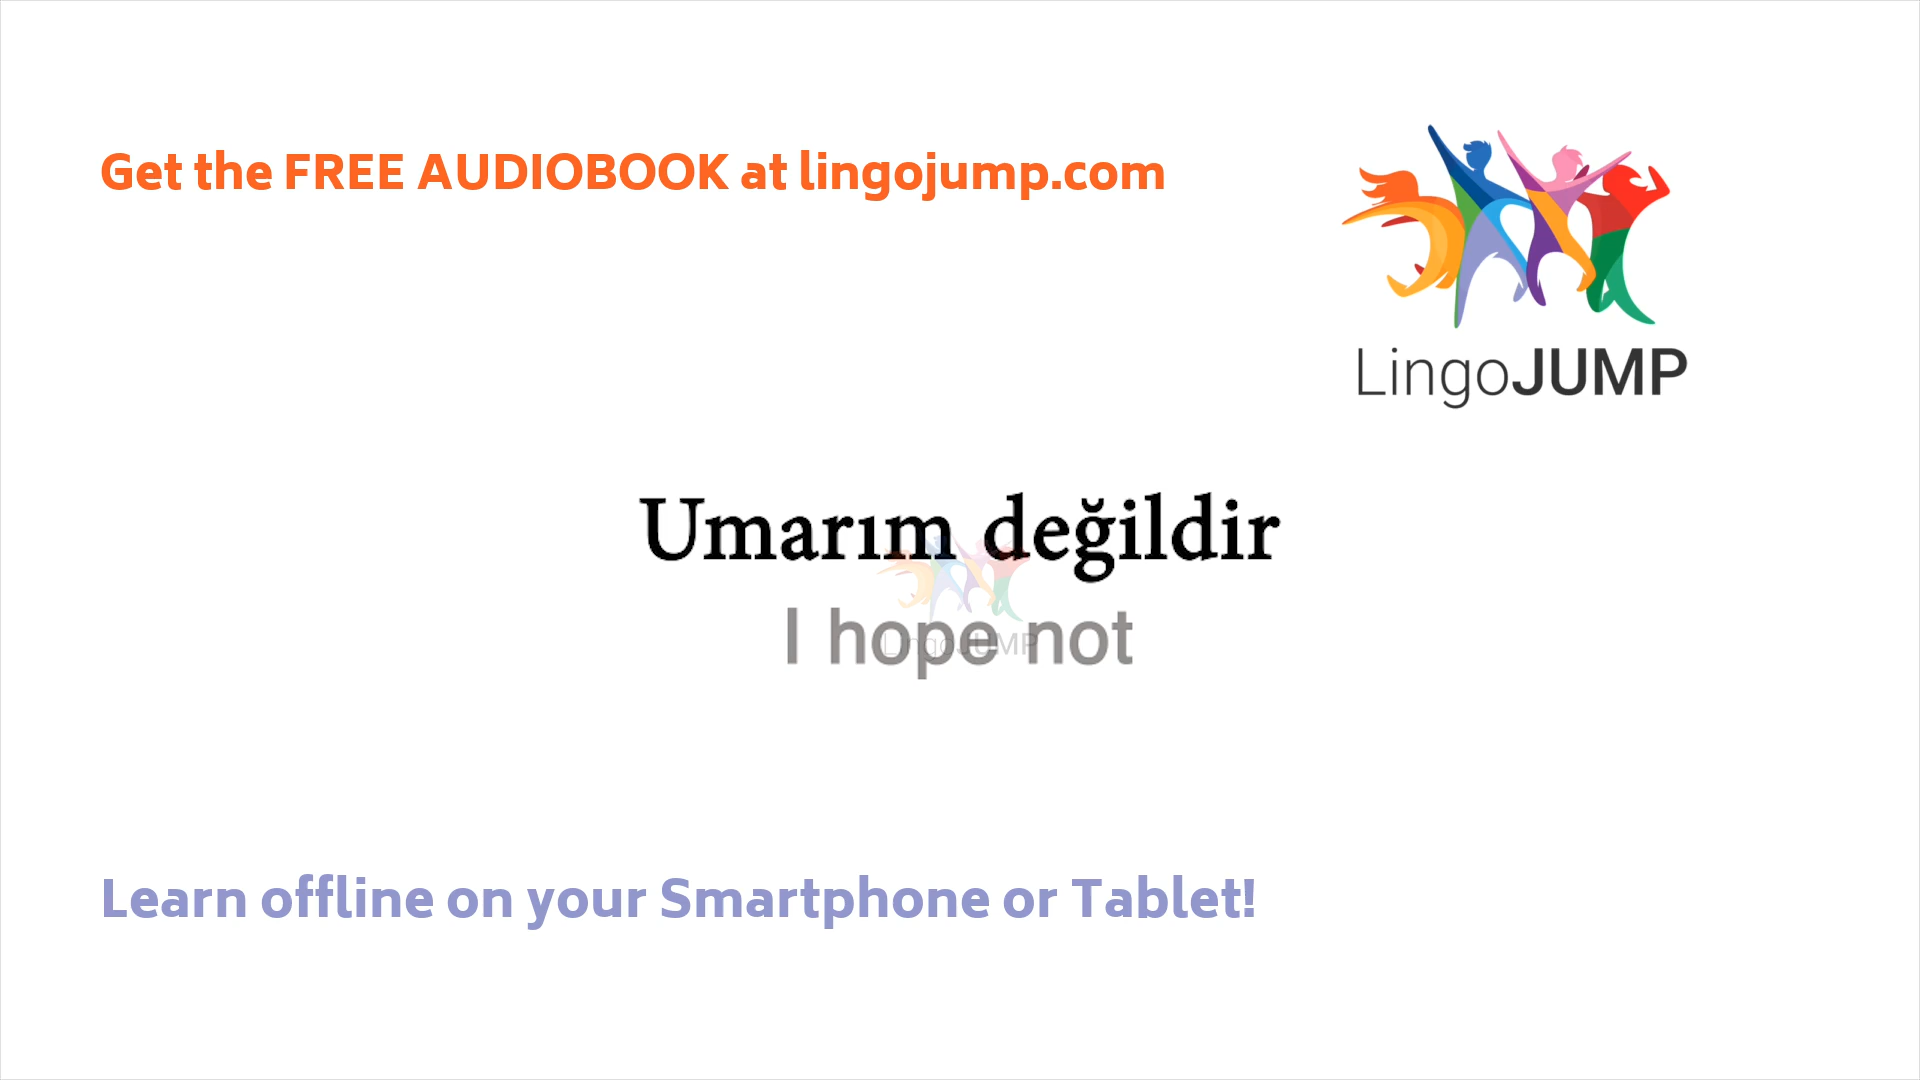 Get the FREE AUDIOBOOK at lingojump.com
LingoJUMP
Umarım değildir
I hope not
LingoJUMP
Learn offline on your Smartphone or Tablet!